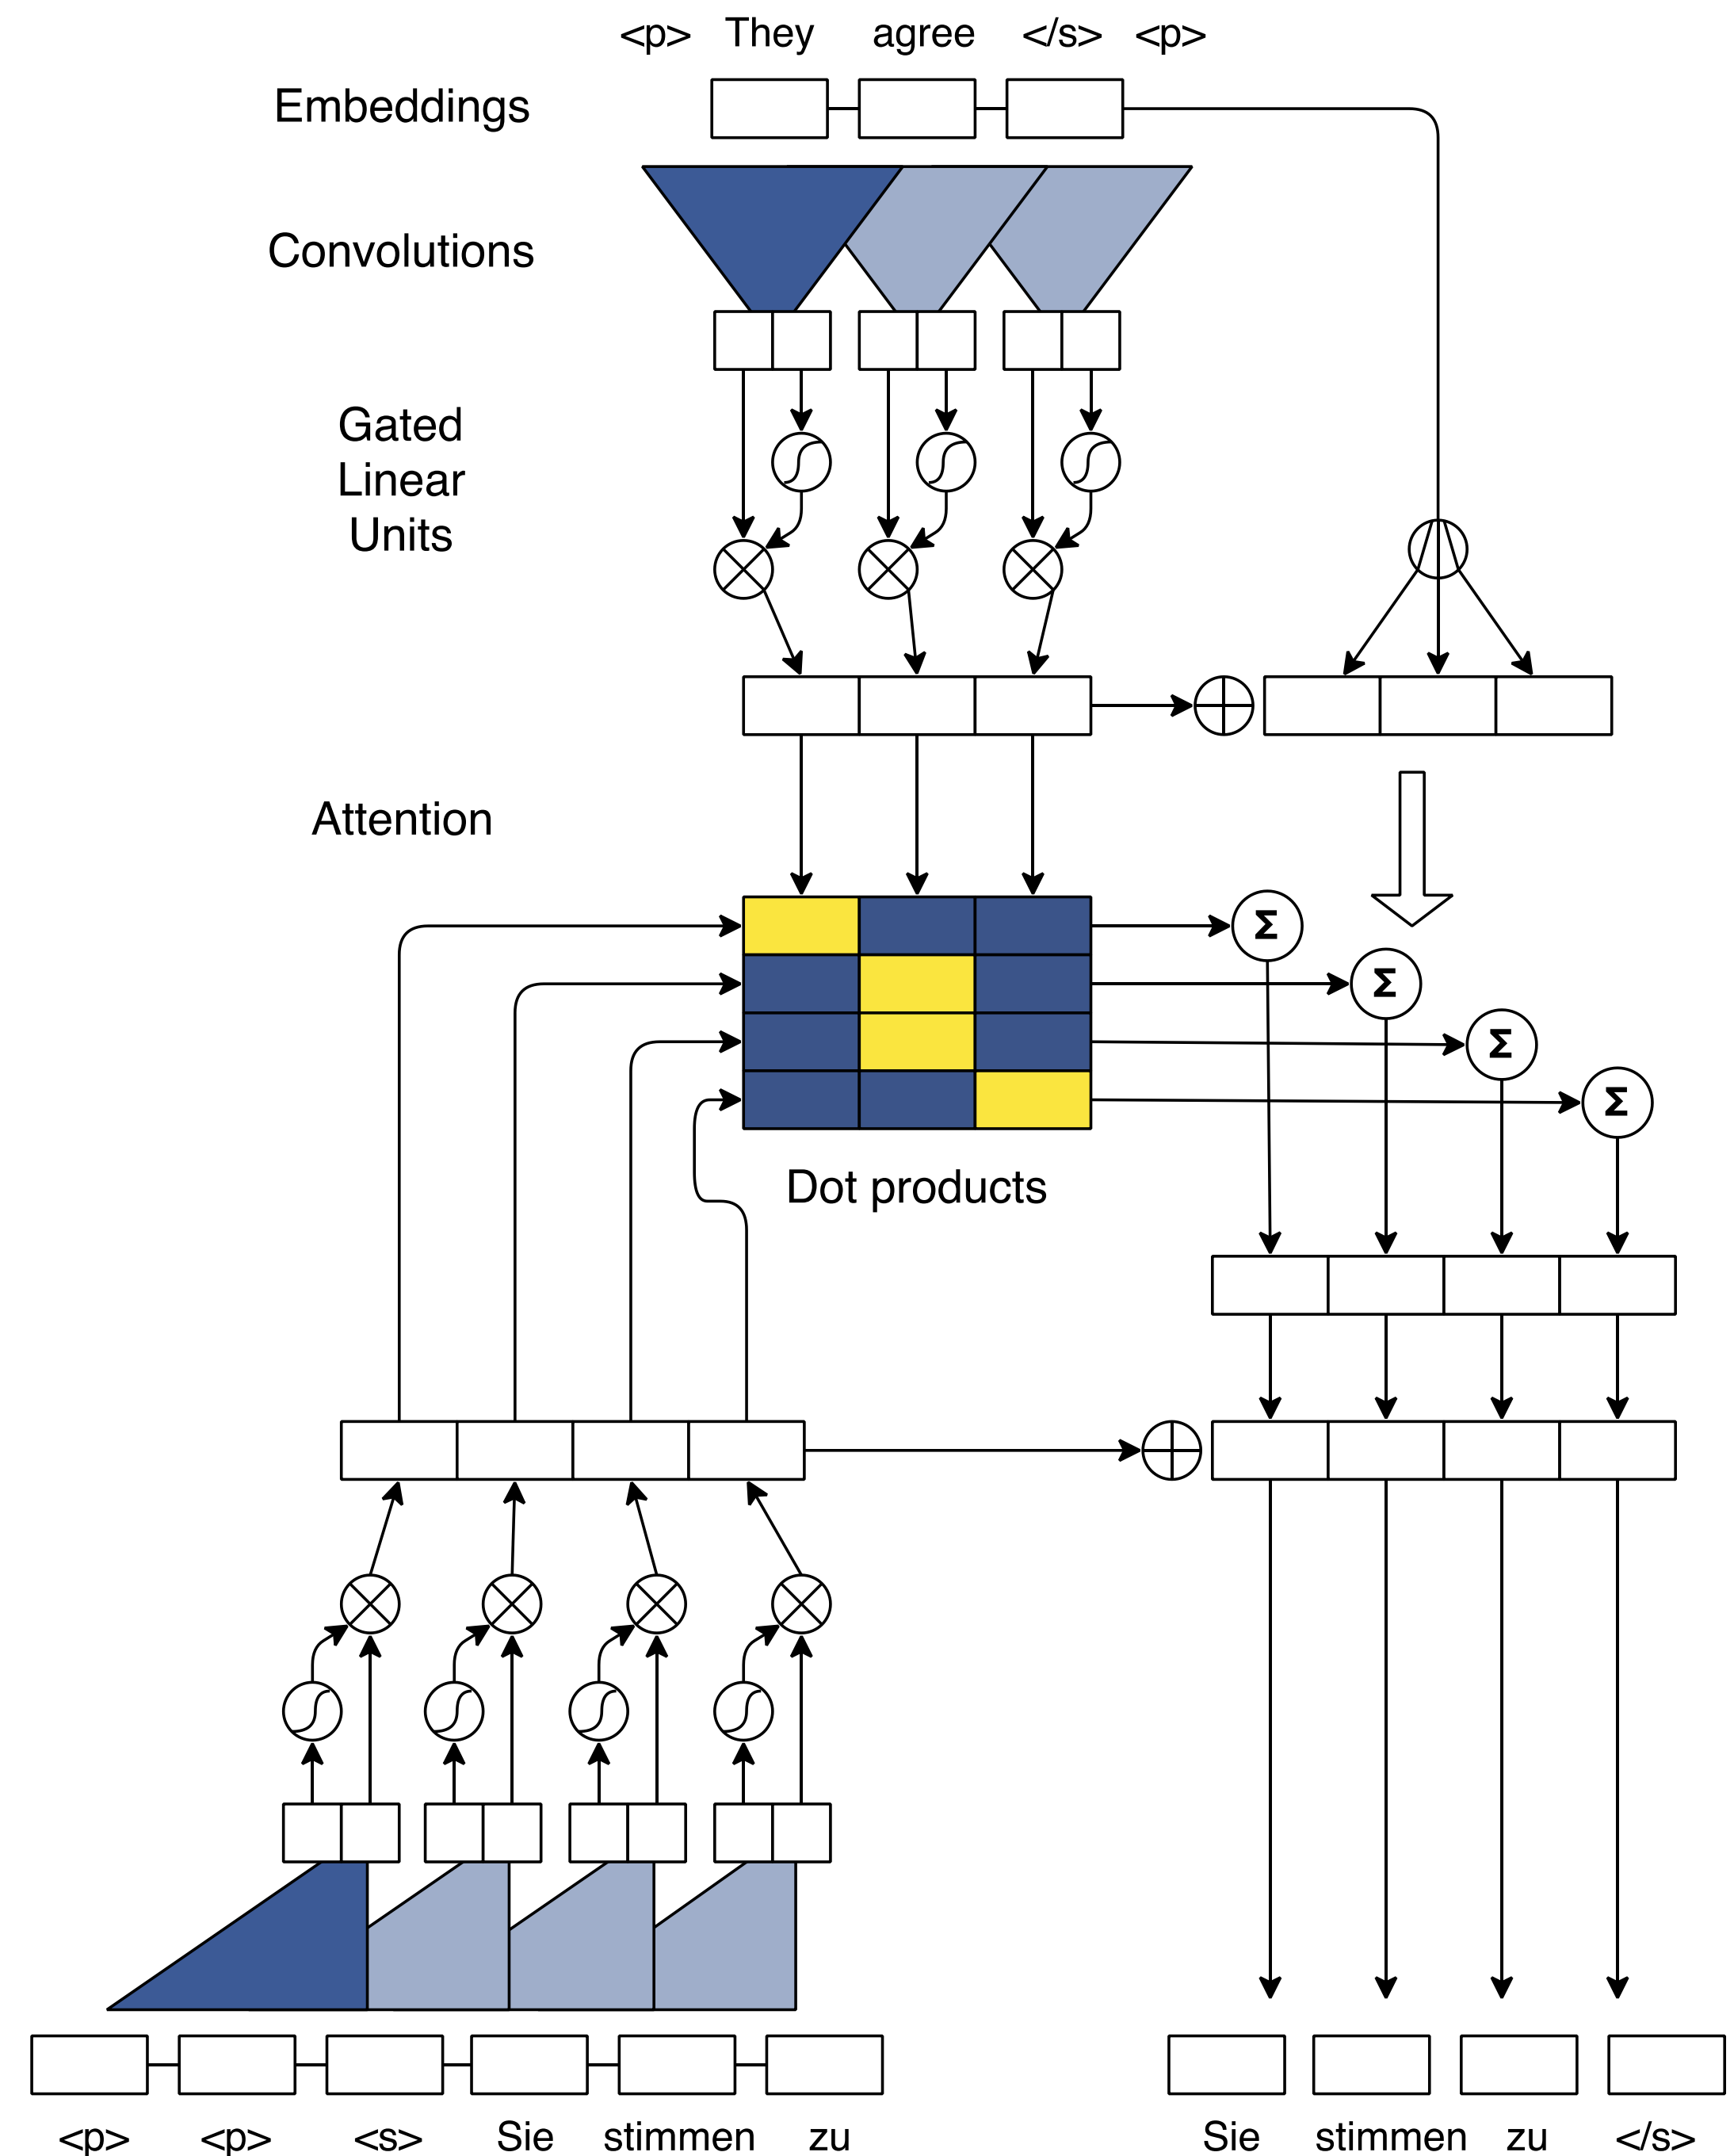 <p> They agree </s> <p>
Embeddings
Convolutions
Gated
Linear
Units
Attention
Σ
Σ
Σ
Σ
Dot products
<p> <p> <s> Sie stimmen zu
Sie stimmen zu </s>